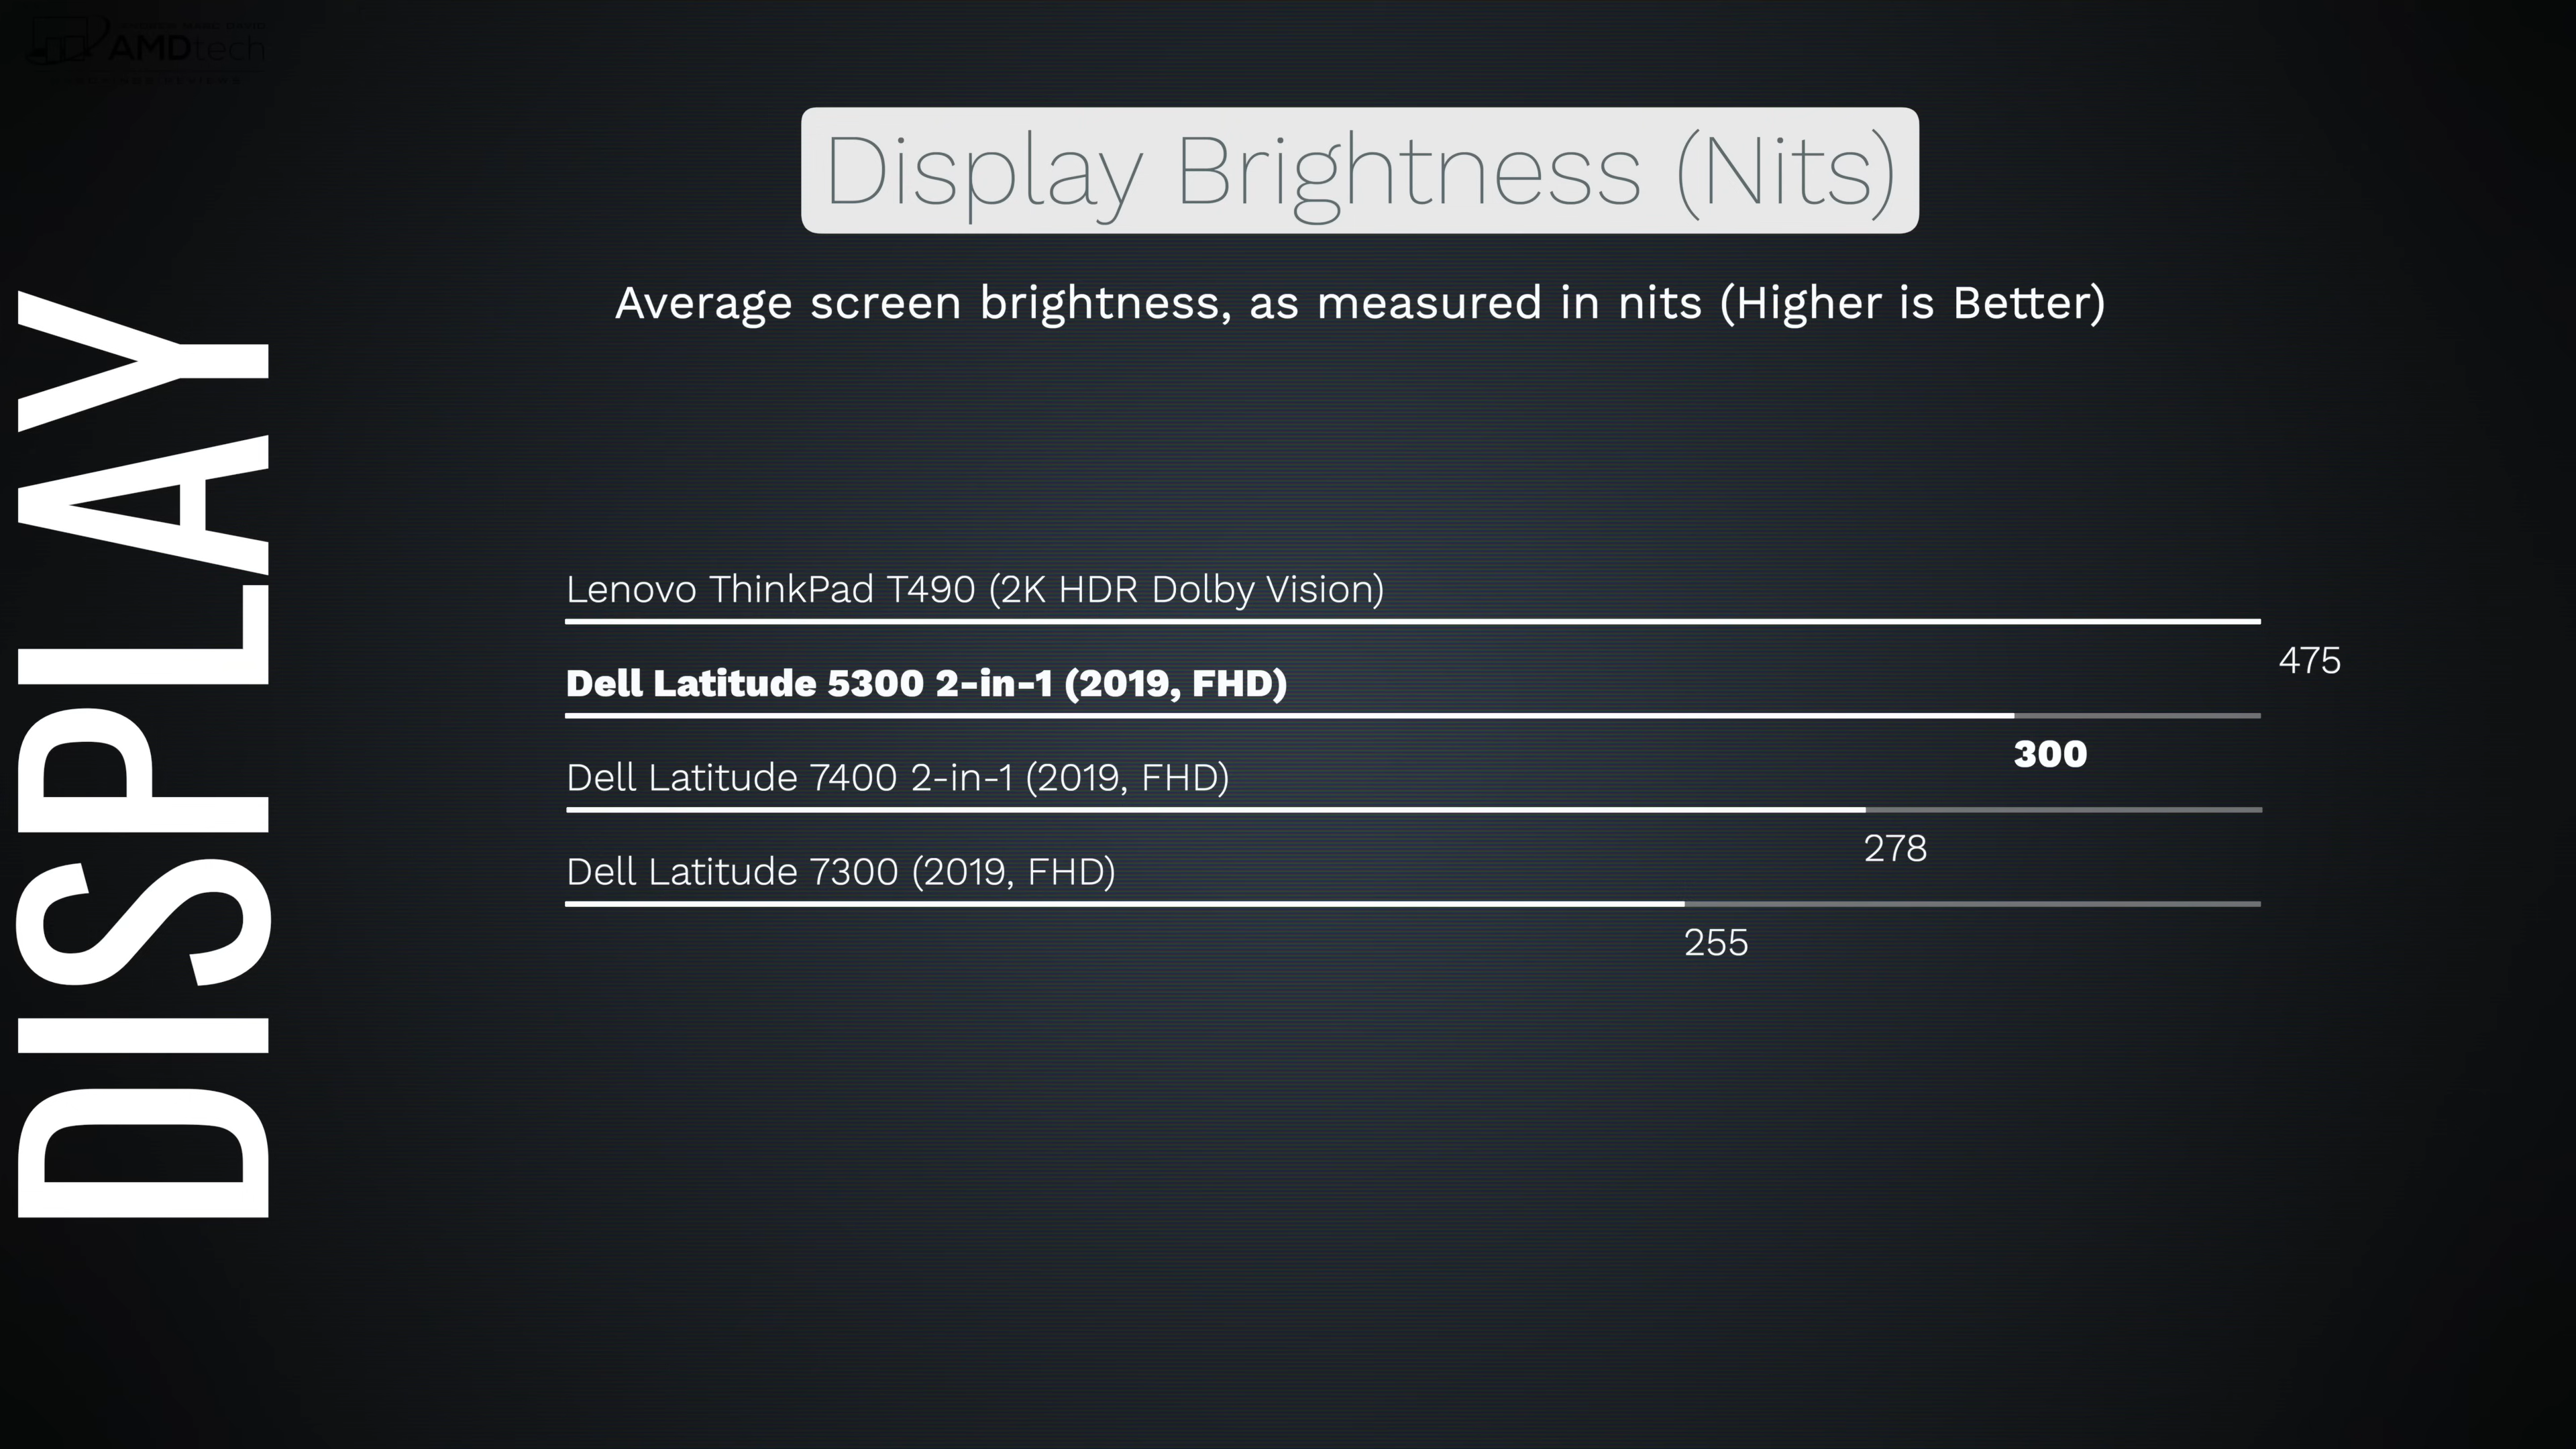 AMDtech
Display Brightness (Nits)
Average screen brightness, as measured in nits (Higher is Better)
DISPLAY
Lenovo ThinkPad T490 (2K HDR Dolby Vision)
475
Dell Latitude 5300 2-in-1 (2019, FHD)
300
Dell Latitude 7400 2-in-1 (2019, FHD)
278
Dell Latitude 7300 (2019, FHD)
255